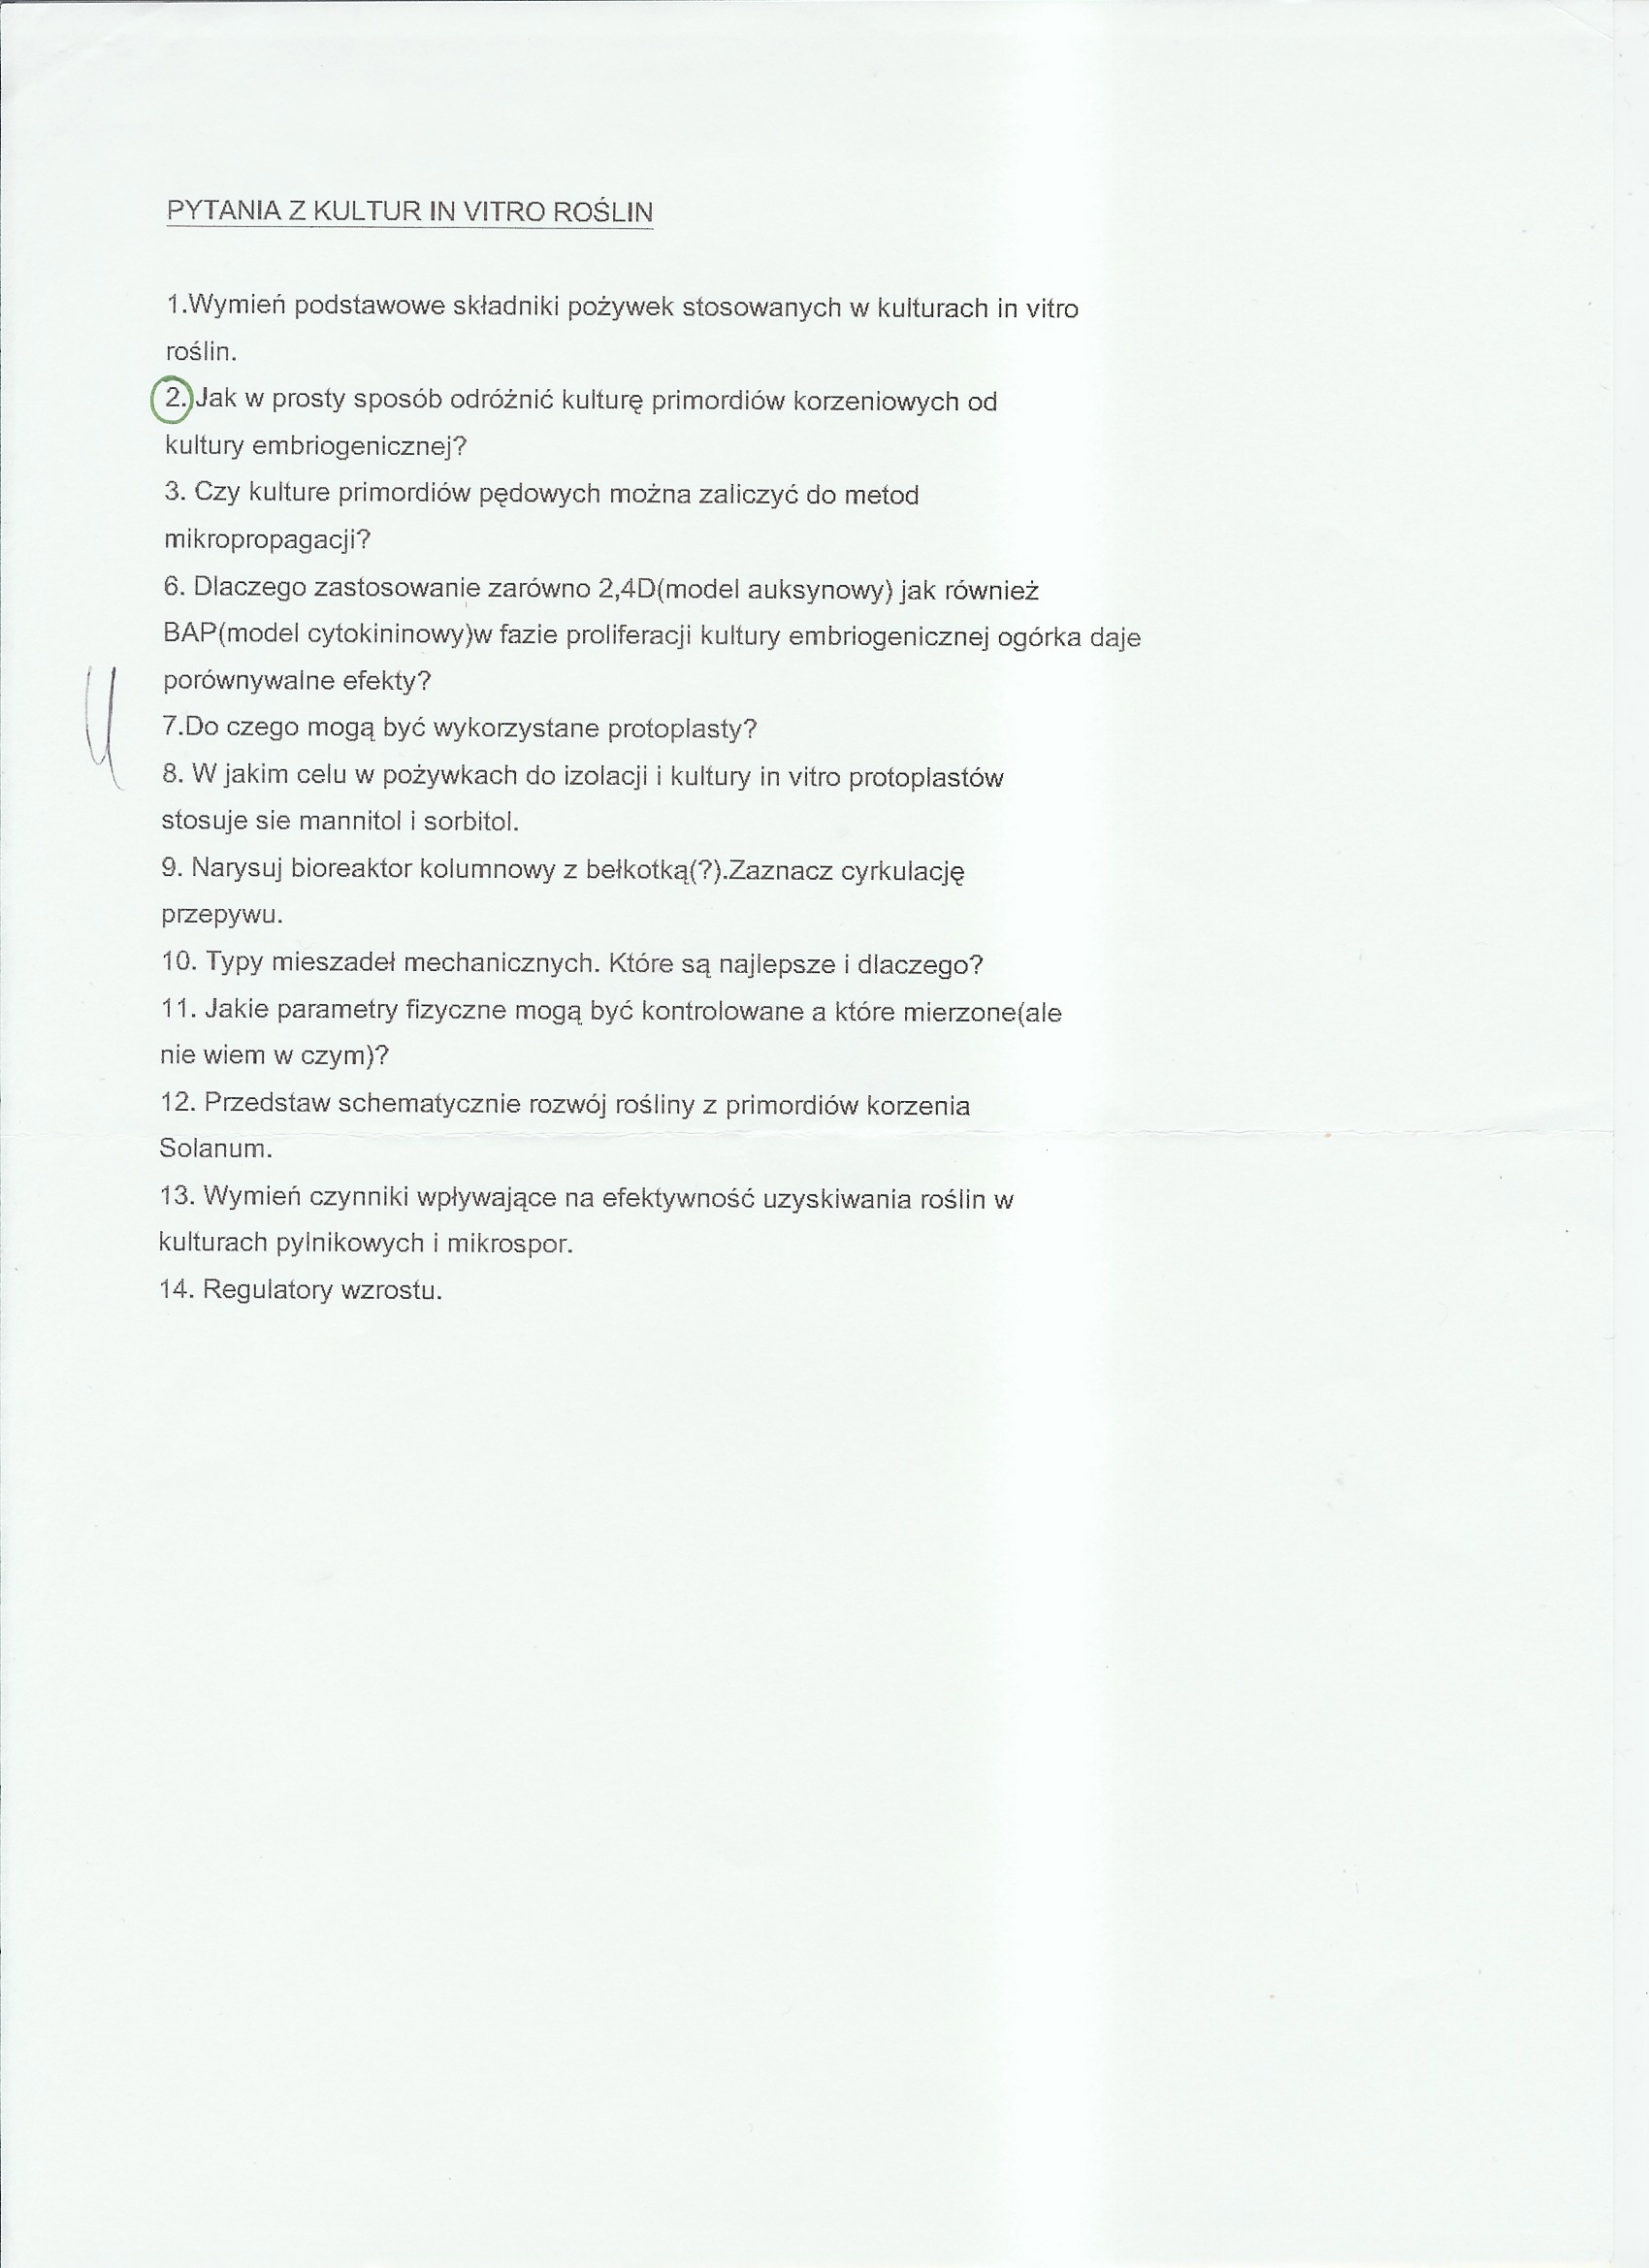 PYTANIA Z KULTUR IN VITRO ROŚLIN
1.Wymień podstawowe składniki pożywek stosowanych w kulturach in vitro
roślin.
2.Jak w prosty sposób odróżnić kulturę primordiów korzeniowych od
kultury embriogenicznej?
3. Czy kulture primordiów pędowych można zaliczyć do metod
mikropropagacji?
6. Dlaczego zastosowanie zarówno 2,4D(model auksynowy) jak również
BAP(model cytokininowy)w fazie proliferacji kultury embriogenicznej ogórka daje
porównywalne efekty?
7.Do czego mogą być wykorzystane protoplasty?
8. W jakim celu w pożywkach do izolacji i kultury in vitro protoplastów
stosuje sie mannitol i sorbitol.
9. Narysuj bioreaktor kolumnowy z bełkotką(?).Zaznacz cyrkulację
przepywu.
10. Typy mieszadeł mechanicznych. Które są najlepsze i dlaczego?
11. Jakie parametry fizyczne mogą być kontrolowane a które mierzone(ale
nie wiem w czym)?
12. Przedstaw schematycznie rozwój rośliny z primordiów korzenia
Solanum.
13. Wymień czynniki wpływające na efektywność uzyskiwania roślin w
kulturach pylnikowych i mikrospor.
14. Regulatory wzrostu.